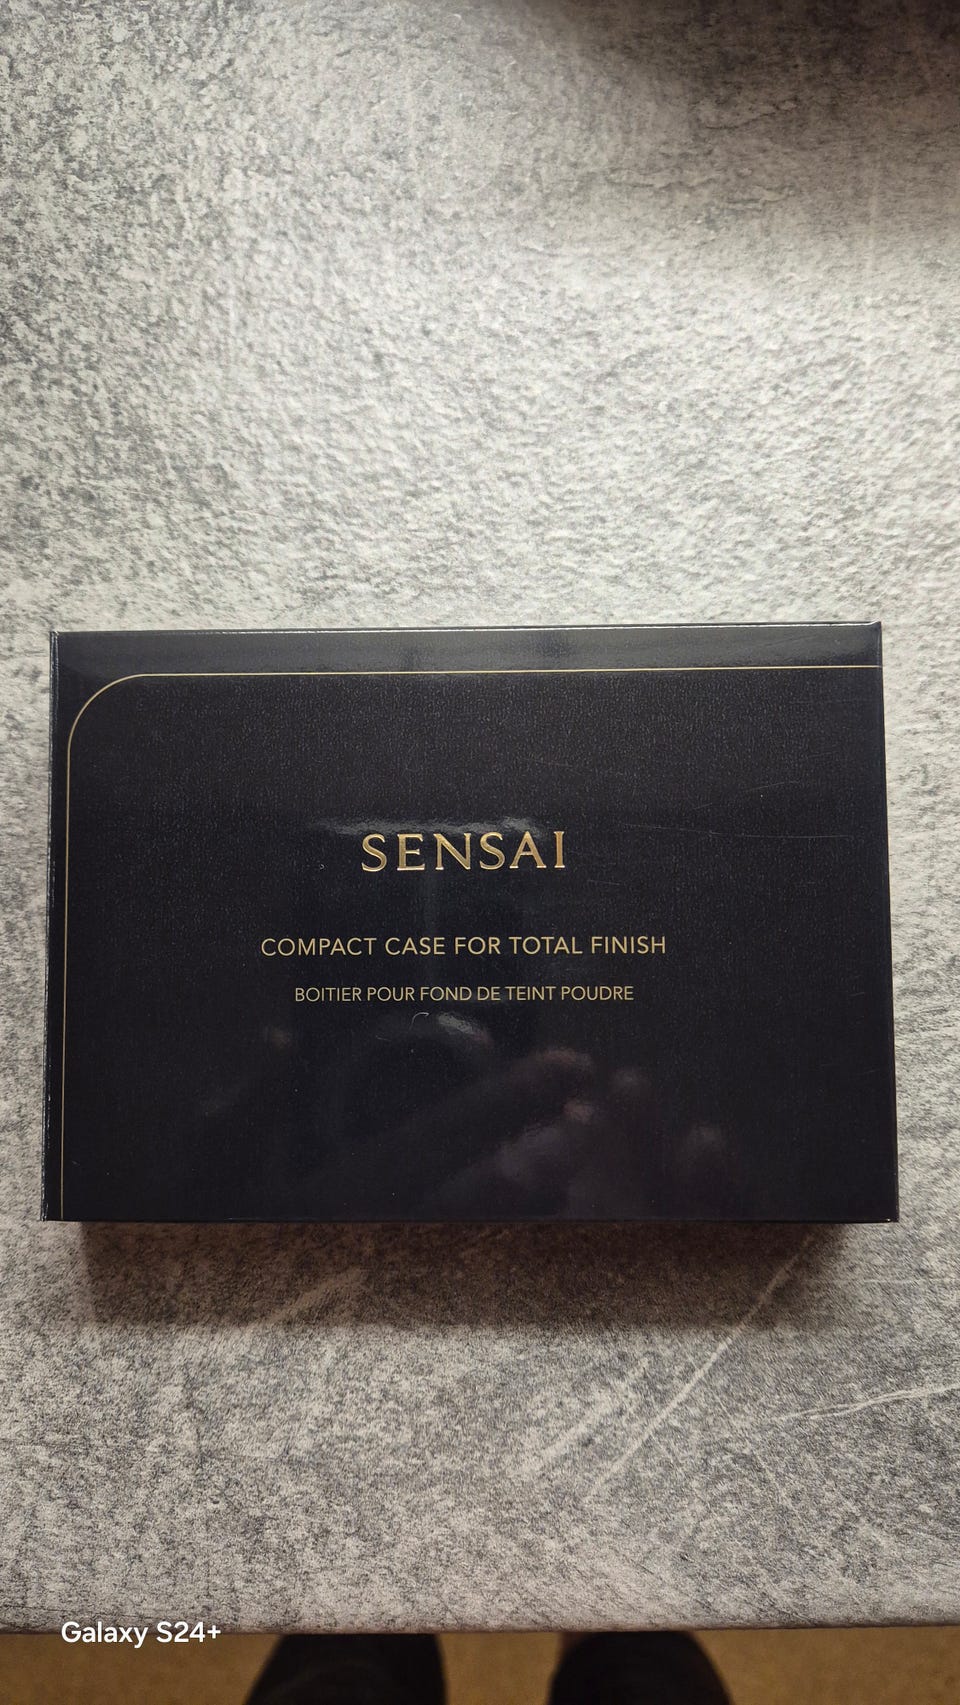 SENSAI
COMPACT CASE FOR TOTAL FINISH
BOITIER POUR FOND DE TEINT POUDRE
Galaxy S24+